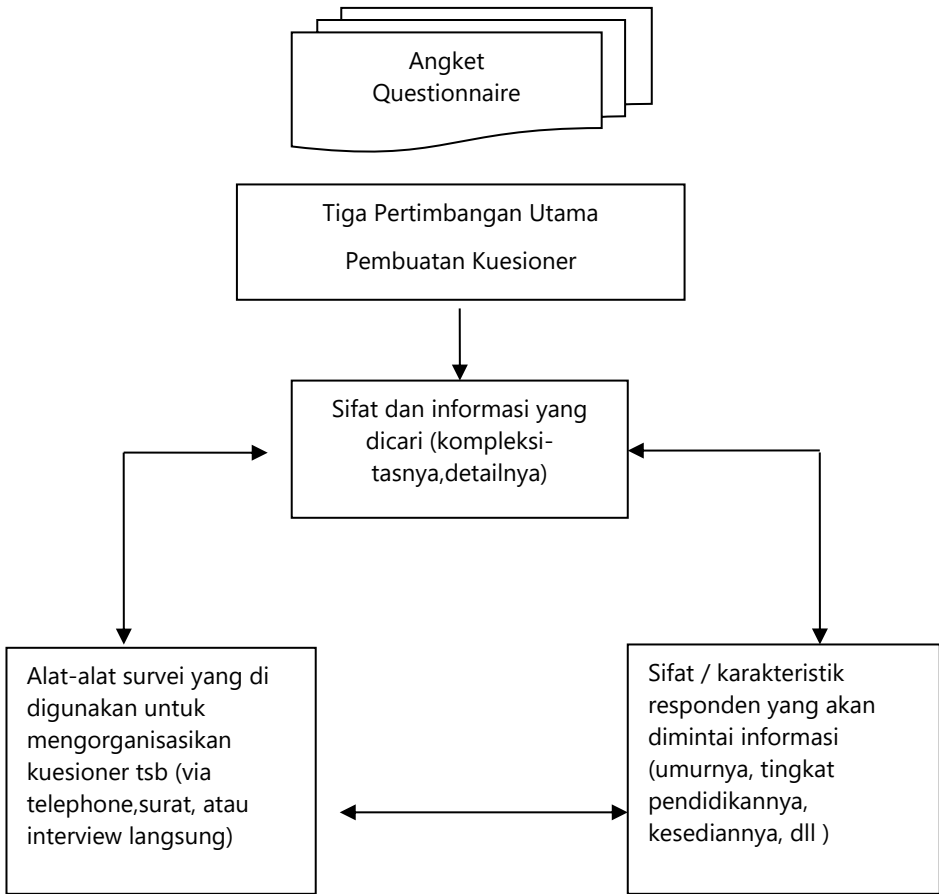 Angket
Questionnaire
Tiga Pertimbangan Utama
Pembuatan Kuesioner
Sifat dan informasi yang
dicari (kompleksi-
tasnya,detailnya)
Alat-alat survei yang di
digunakan untuk
mengorganisasikan
kuesioner tsb (via
telephone,surat, atau
interview langsung)
Sifat / karakteristik
responden yang akan
dimintai informasi
(umurnya, tingkat
pendidikannya,
kesediannya, dll )